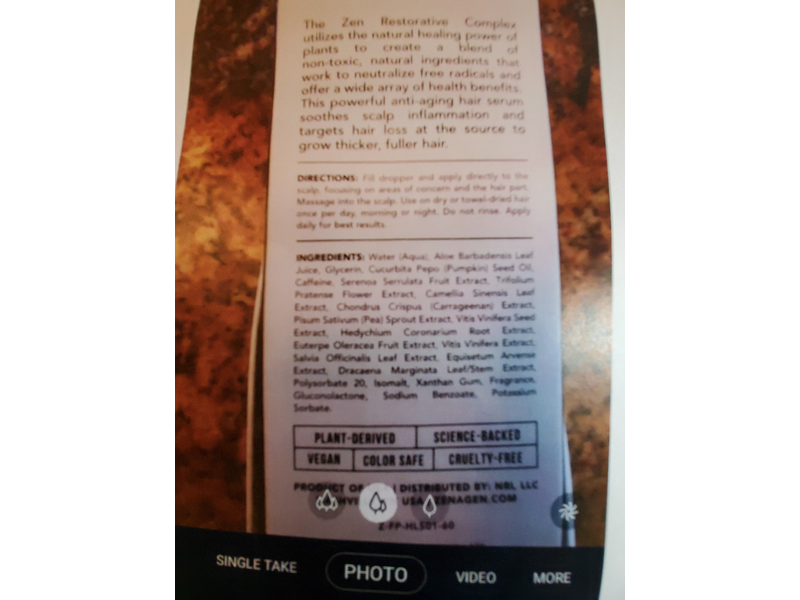 The Zen Restorative Complex
utilizes the natural healing power of
plants to create a blend of
non-toxic, natural ingredients that
work to neutralize free radicals and
offer a wide array of health benefits.
This powerful anti-aging hair serum
soothes scalp inflammation and
targets hair loss at the source to
grow thicker, fuller hair.
DIRECTIONS: Fill dropper and apply directly to the
scalp, focusing on areas of concern and the hair part.
Massage into the scalp. Use on dry or towel-dried hair
once per day, morning or night. Do not rinse. Apply
daily for best results.
INGREDIENTS: Water (Aqua), Aloe Barbadensis Leaf
Juice, Glycerin, Cucurbita Pepo (Pumpkin) Seed Oil,
Caffeine, Serenoa Serrulata Fruit Extract, Trifolium
Pratense Flower Extract, Camellia Sinensis Leaf
Extract, Chondrus Crispus (Carrageenan) Extract,
Pisum Sativum (Pea) Sprout Extract, Vitis Vinifera Seed
Extract, Hedychium Coronarium Root Extract,
Euterpe Oleracea Fruit Extract, Vitis Vinifera Extract,
Salvia Officinalis Leaf Extract, Equisetum Arvense
Extract, Dracaena Marginata Leaf/Stem Extract,
Polysorbate 20, Isomalt, Xanthan Gum, Fragrance,
Gluconolactone, Sodium Benzoate, Potassium
Sorbate.
PLANT-DERIVED SCIENCE-BACKED
VEGAN COLOR SAFE CRUELTY-FREE
PRODUCT OF DISTRIBUTED BY: NRL LLC
USA ZENAGEN.COM
Z-FP-HLS01-60
SINGLE TAKE PHOTO VIDEO MORE